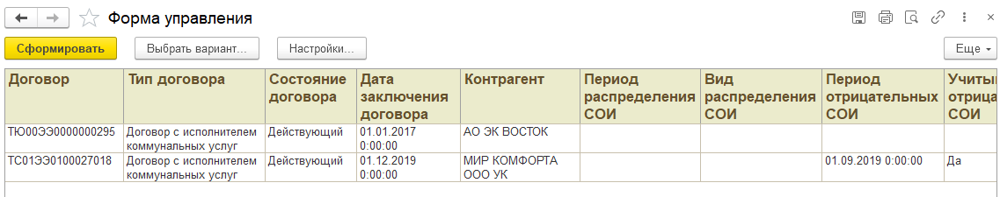 Форма управления
Сформировать
Выбрать вариант...
Настройки...
Еще
Договор
Тип договора
Состояние
договора
Дата
заключения
договора
Контрагент
Период
распределения
СОИ
Вид
распределения
СОИ
Период
отрицательных
СОИ
Учиты
отрица
СОИ
ТЮ00ЭЭ0000000295
Договор с исполнителем
коммунальных услуг
Действующий
01.01.2017
0:00:00
АО ЭК ВОСТОК
ТС01ЭЭ0100027018
Договор с исполнителем
коммунальных услуг
Действующий
01.12.2019
0:00:00
МИР КОМФОРТА
ООО УК
01.09.2019 0:00:00
Да